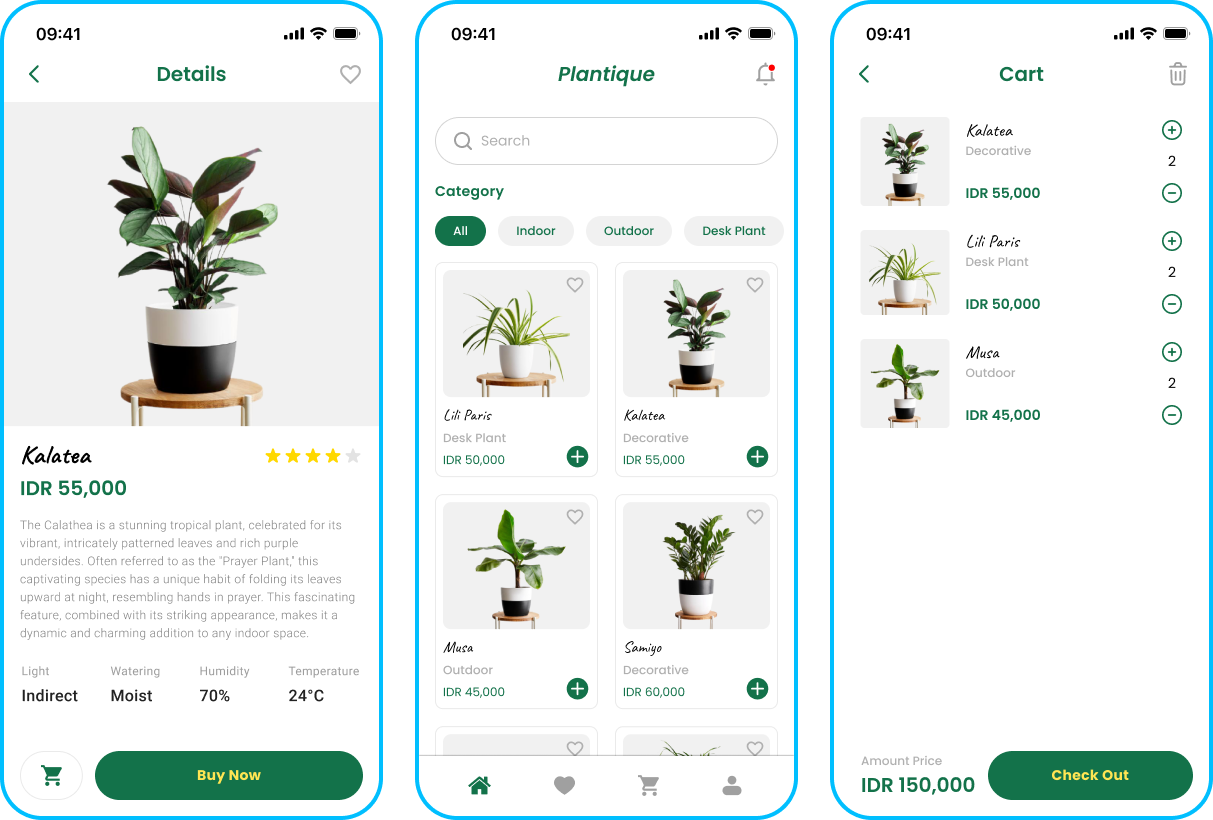 09:41
Details
Kalatea
IDR 55,000
The Calathea is a stunning tropical plant, celebrated for its
vibrant, intricately patterned leaves and rich purple
undersides. Often referred to as the "Prayer Plant," this
captivating species has a unique habit of folding its leaves
upward at night, resembling hands in prayer. This fascinating
feature, combined with its striking appearance, makes it a
dynamic and charming addition to any indoor space.
Light Watering Humidity Temperature
Indirect Moist 70% 24°C
Buy Now
09:41
Plantique
Search
Category
All Indoor Outdoor Desk Plant
Lili Paris
Desk Plant
IDR 50,000
Kalatea
Decorative
IDR 55,000
Musa
Outdoor
IDR 45,000
Samiyo
Decorative
IDR 60,000
09:41
Cart
Kalatea
Decorative
2
IDR 55,000
Lili Paris
Desk Plant
2
IDR 50,000
Musa
Outdoor
2
IDR 45,000
Amount Price
IDR 150,000
Check Out